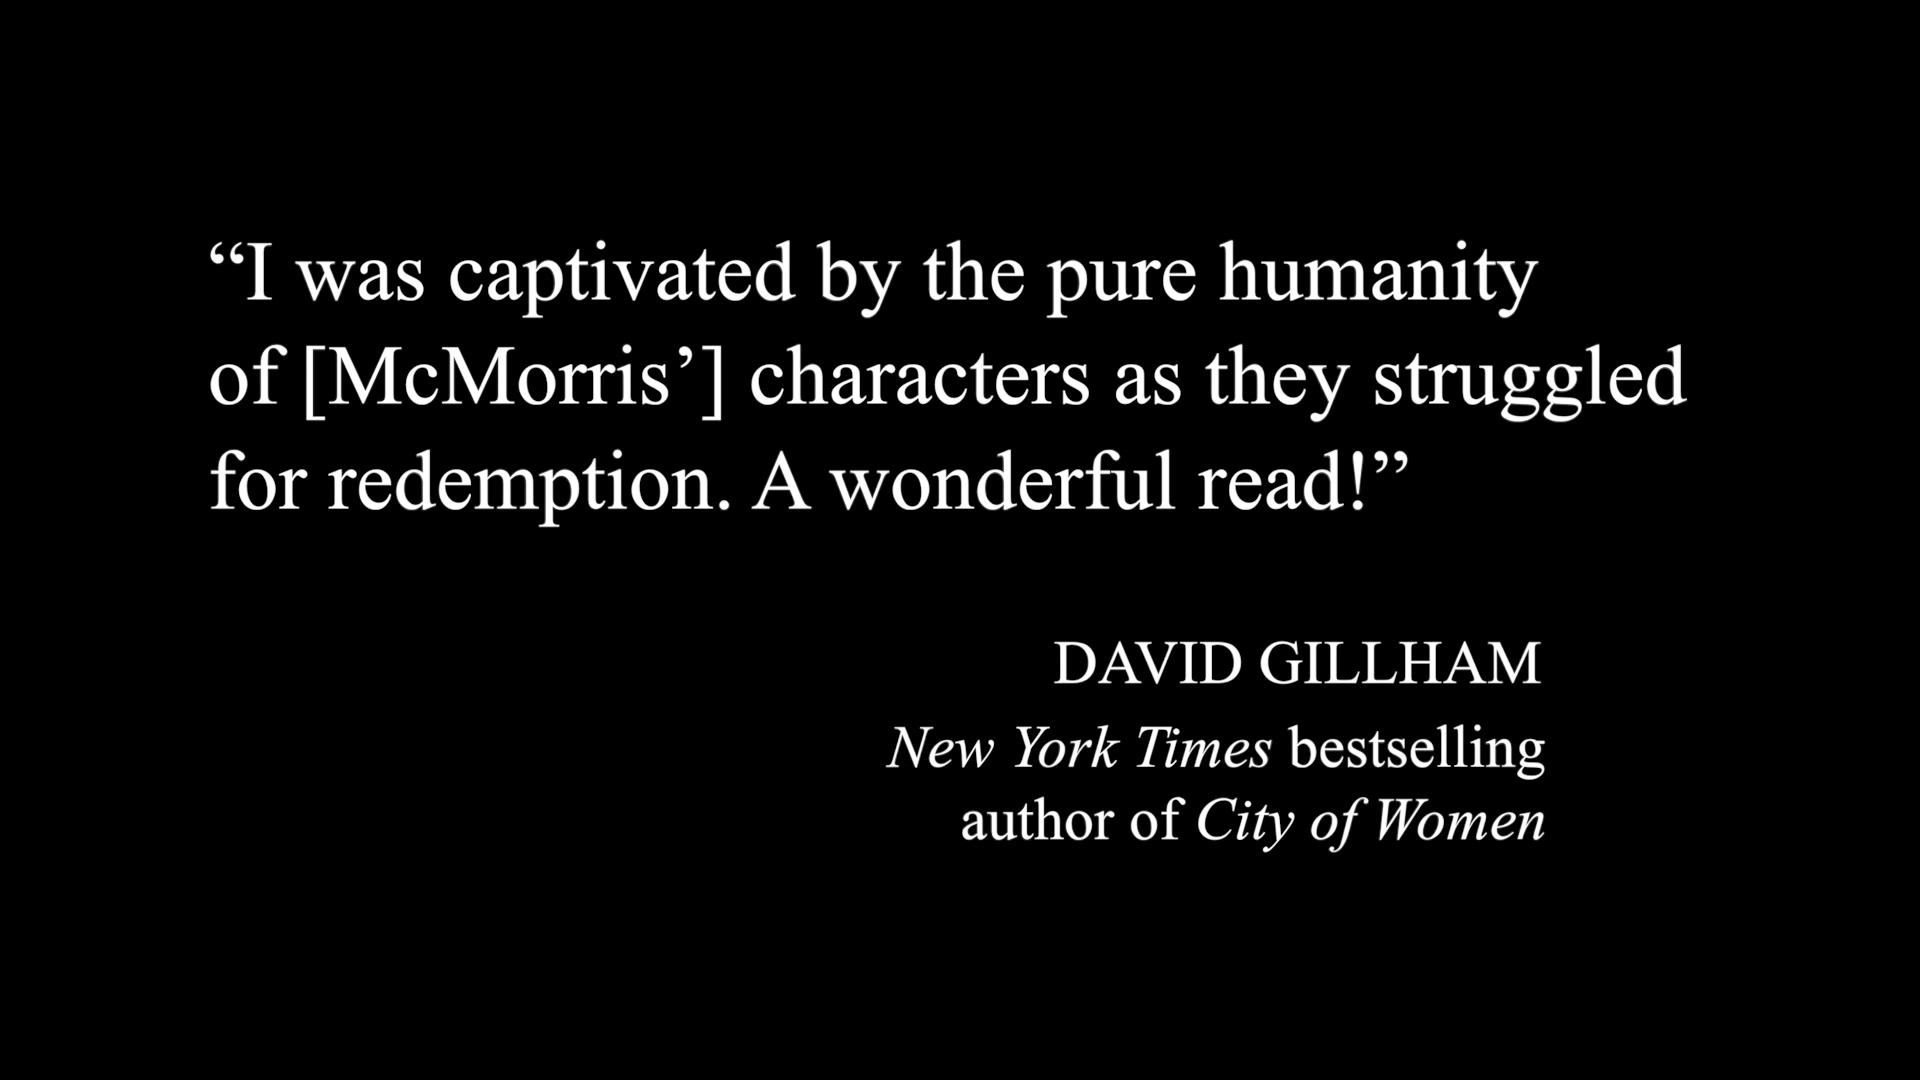 “I was captivated by the pure humanity
of [McMorris’] characters as they struggled
for redemption. A wonderful read!”
DAVID GILLHAM
New York Times bestselling
author of City of Women